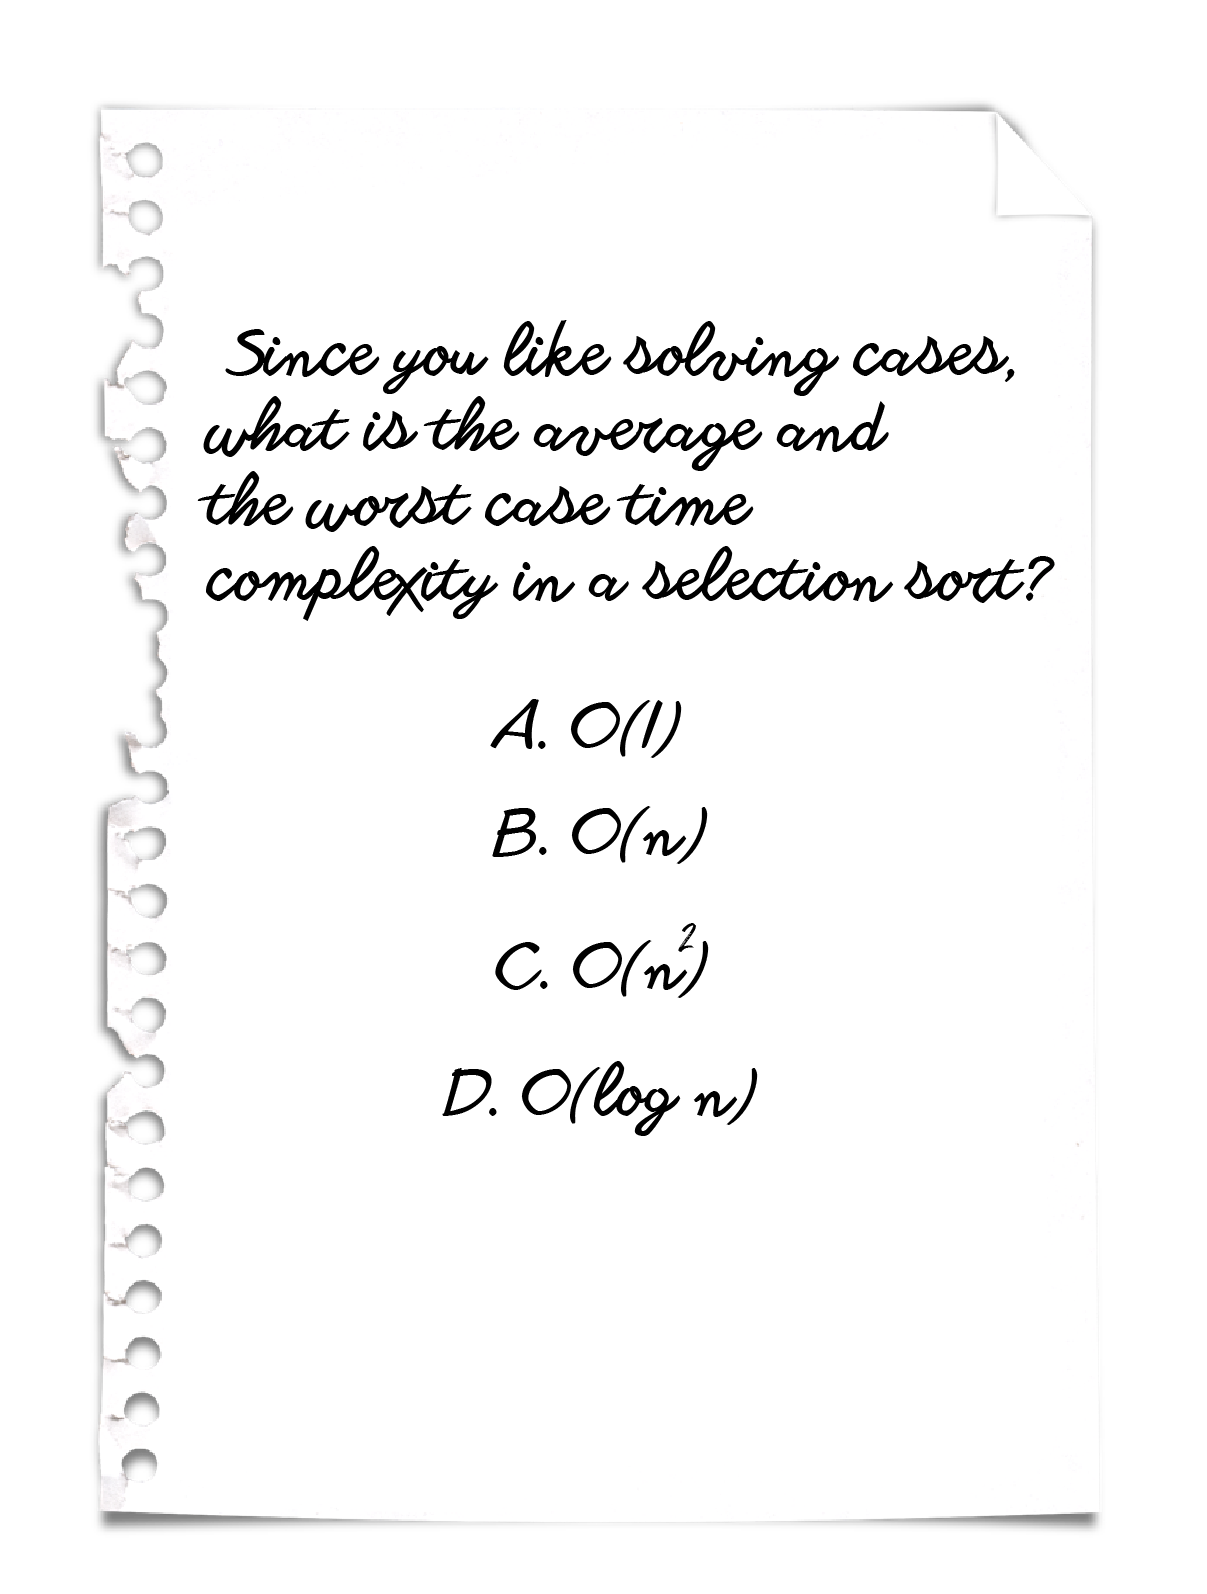 Since you like solving cases,
what is the average and
the worst case time
complexity in a selection sort?
A. O(1)
B. O(n)
C. O(n²)
D. O(log n)